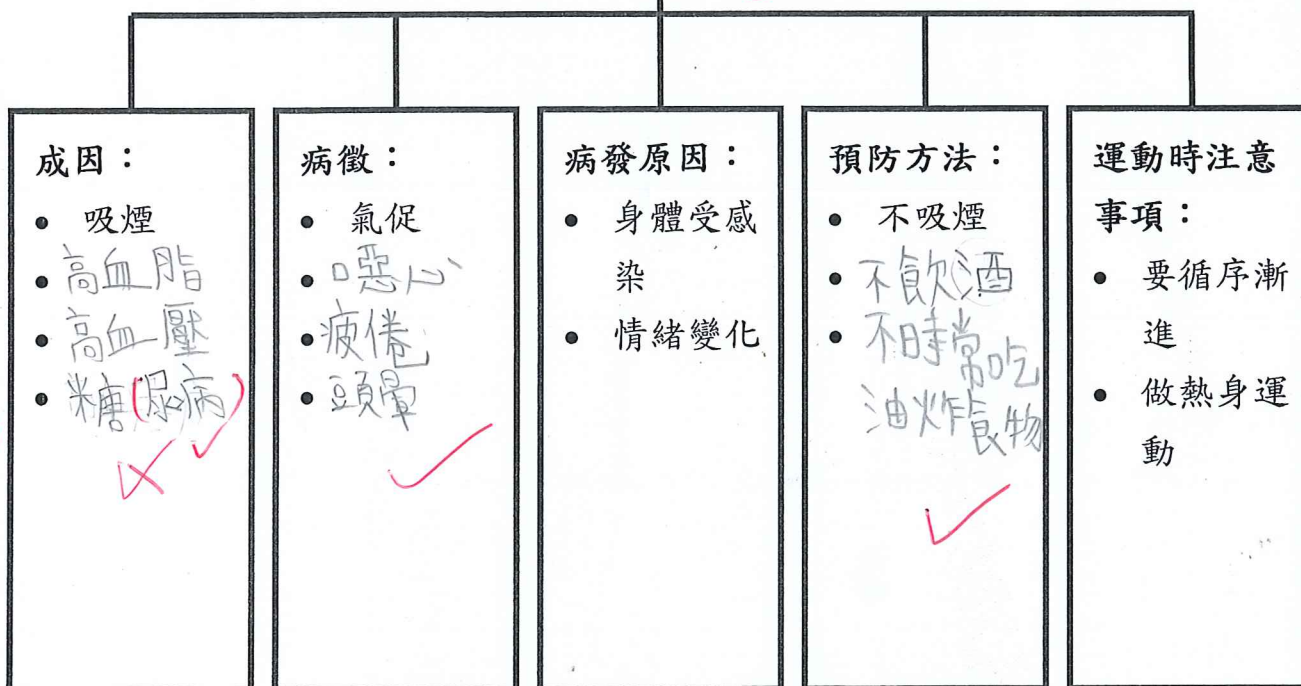 成因：
• 吸煙
• 高血脂
• 高血壓
• 糖(尿病)
病徵：
• 氣促
• 噁心
• 疲倦
• 頭暈
病發原因：
• 身體受感
染
• 情緒變化
預防方法：
• 不吸煙
• 不飲酒
• 不時常吃
油炸食物
運動時注意
事項：
• 要循序漸
進
• 做熱身運
動